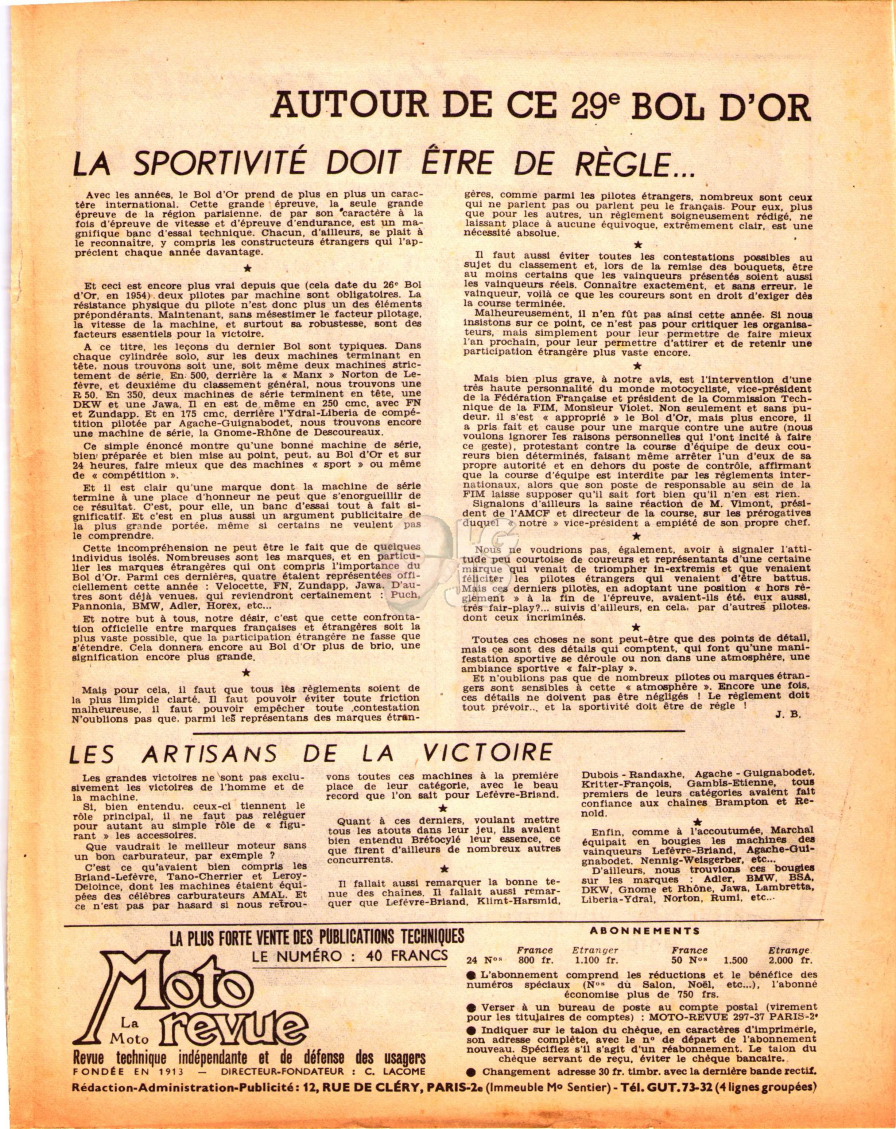 AUTOUR DE CE 29e BOL D'OR
LA SPORTIVITÉ DOIT ÊTRE DE RÈGLE...
Avec les années, le Bol d'Or prend de plus en plus un carac-
tère international. Cette grande épreuve, la seule grande
épreuve de la région parisienne, de par son caractère à la
fois d'épreuve de vitesse et d'épreuve d'endurance, est un ma-
gnifique banc d'essai technique. Chacun, d'ailleurs, se plait à
le reconnaître, y compris les constructeurs étrangers qui l'ap-
précient chaque année davantage.
★
Et ceci est encore plus vrai depuis que (cela date du 26e Bol
d'Or, en 1954) deux pilotes par machine sont obligatoires. La
résistance physique du pilote n'est donc plus un des éléments
prépondérants. Maintenant, sans mésestimer le facteur pilotage,
la vitesse de la machine, et surtout sa robustesse, sont des
facteurs essentiels pour la victoire.
A ce titre, les leçons du dernier Bol sont typiques. Dans
chaque cylindrée solo, sur les deux machines terminant en
tête, nous trouvons soit une, soit même deux machines stric-
tement de série. En 500, derrière la « Manx » Norton de Le-
févre, et deuxième du classement général, nous trouvons une
R 50. En 350, deux machines de série terminent en tête, une
DKW et une Jawa. Il en est de même en 250 cmc, avec FN
et Zundapp. Et en 175 cmc, derrière l'Ydral-Liberia de compé-
tition pilotée par Agache-Guignabodet, nous trouvons encore
une machine de série, la Gnome-Rhône de Descoureaux.
Ce simple énoncé montre qu'une bonne machine de série,
bien préparée et bien mise au point, peut, au Bol d'Or et sur
24 heures, faire mieux que des machines « sport » ou même
de « compétition ».
Et il est clair qu'une marque dont la machine de série
termine à une place d'honneur ne peut que s'enorgueillir de
ce résultat. C'est, pour elle, un banc d'essai tout à fait si-
gnificatif. Et c'est en plus aussi un argument publicitaire de
la plus grande portée, même si certains ne veulent pas
le comprendre.
Cette incompréhension ne peut être le fait que de quelques
individus isolés. Nombreuses sont les marques, et en particu-
lier les marques étrangères qui ont compris l'importance du
Bol d'Or. Parmi ces dernières, quatre étaient représentées offi-
ciellement cette année : Velocette, FN, Zundapp, Jawa. D'au-
tres sont déjà venues, qui reviendront certainement : Puch,
Pannonia, BMW, Adler, Horex, etc...
Et notre but à tous, notre désir, c'est que cette confronta-
tion officielle entre marques françaises et étrangères soit la
plus vaste possible, que la participation étrangère ne fasse que
s'étendre. Cela donnera encore au Bol d'Or plus de brio, une
signification encore plus grande.
★
Mais pour cela, il faut que tous les règlements soient de
la plus limpide clarté. Il faut pouvoir éviter toute friction
malheureuse, il faut pouvoir empêcher toute contestation
N'oublions pas que, parmi les représentans des marques étran-
gères, comme parmi les pilotes étrangers, nombreux sont ceux
qui ne parlent pas ou parlent peu le français. Pour eux, plus
que pour les autres, un règlement soigneusement rédigé, ne
laissant place à aucune équivoque, extrêmement clair, est une
nécessité absolue.
★
Il faut aussi éviter toutes les contestations possibles au
sujet du classement et, lors de la remise des bouquets, être
au moins certains que les vainqueurs présentés soient aussi
les vainqueurs réels. Connaître exactement, et sans erreur, le
vainqueur, voilà ce que les coureurs sont en droit d'exiger dès
la course terminée.
Malheureusement, il n'en fût pas ainsi cette année. Si nous
insistons sur ce point, ce n'est pas pour critiquer les organisa-
teurs, mais simplement pour leur permettre de faire mieux
l'an prochain, pour leur permettre d'attirer et de retenir une
participation étrangère plus vaste encore.
★
Mais bien plus grave, à notre avis, est l'intervention d'une
très haute personnalité du monde motocycliste, vice-président
de la Fédération Française et président de la Commission Tech-
nique de la FIM, Monsieur Violet. Non seulement et sans pu-
deur, il s'est « approprié » le Bol d'Or, mais plus encore, il
a pris fait et cause pour une marque contre une autre (nous
voulons ignorer les raisons personnelles qui l'ont incité à faire
ce geste), protestant contre la course d'équipe de deux cou-
reurs bien déterminés, faisant même arrêter l'un d'eux de sa
propre autorité et en dehors du poste de contrôle, affirmant
que la course d'équipe est interdite par les règlements inter-
nationaux, alors que son poste de responsable au sein de la
FIM laisse supposer qu'il sait fort bien qu'il n'en est rien.
Signalons d'ailleurs la saine réaction de M. Vimont, prési-
dent de l'AMCF et directeur de la course, sur les prérogatives
duquel « notre » vice-président a empiété de son propre chef.
★
Nous ne voudrions pas, également, avoir à signaler l'atti-
tude peu courtoise de coureurs et représentants d'une certaine
marque qui venait de triompher in-extremis et que venaient
féliciter les pilotes étrangers qui venaient d'être battus.
Mais ces derniers pilotes, en adoptant une position « hors rè-
glement » à la fin de l'épreuve, avaient-ils été, eux aussi,
très fair-play?... suivis d'ailleurs, en cela, par d'autres pilotes,
dont ceux incriminés.
★
Toutes ces choses ne sont peut-être que des points de détail,
mais ce sont des détails qui comptent, qui font qu'une mani-
festation sportive se déroule ou non dans une atmosphère, une
ambiance sportive « fair-play ».
Et n'oublions pas que de nombreux pilotes ou marques étran-
gers sont sensibles à cette « atmosphère ». Encore une fois,
ces détails ne doivent pas être négligés ! Le règlement doit
tout prévoir... et la sportivité doit être de règle !
J. B.
LES ARTISANS DE LA VICTOIRE
Les grandes victoires ne sont pas exclu-
sivement les victoires de l'homme et de
la machine.
Si, bien entendu, ceux-ci tiennent le
rôle principal, il ne faut pas reléguer
pour autant au simple rôle de « figu-
rant » les accessoires.
Que vaudrait le meilleur moteur sans
un bon carburateur, par exemple ?
C'est ce qu'avaient bien compris les
Briand-Lefèvre, Tano-Cherrier et Leroy-
Deloince, dont les machines étaient équi-
pées des célèbres carburateurs AMAL. Et
ce n'est pas par hasard si nous retrou-
vons toutes ces machines à la première
place de leur catégorie, avec le beau
record que l'on sait pour Lefévre-Briand.
★
Quant à ces derniers, voulant mettre
tous les atouts dans leur jeu, ils avaient
bien entendu Brétocylé leur essence, ce
que firent d'ailleurs de nombreux autres
concurrents.
★
Il fallait aussi remarquer la bonne te-
nue des chaines. Il fallait aussi remar-
quer que Lefévre-Briand, Klimt-Harsmid,
Dubois - Randaxhe, Agache - Guignabodet,
Kritter-François, Gambis-Etienne, tous
premiers de leurs catégories avaient fait
confiance aux chaînes Brampton et Re-
nold.
★
Enfin, comme à l'accoutumée, Marchal
équipait en bougies les machines des
vainqueurs Lefèvre-Briand, Agache-Gui-
gnabodet, Nennig-Weisgerber, etc...
D'ailleurs, nous trouvions ces bougies
sur les marques : Adler, BMW, BSA,
DKW, Gnome et Rhône, Jawa, Lambretta,
Liberia-Ydral, Norton, Rumi, etc...
LA PLUS FORTE VENTE DES PUBLICATIONS TECHNIQUES
LE NUMÉRO : 40 FRANCS
Moto
revue
La
Moto
Revue technique indépendante et de défense des usagers
FONDÉE EN 1913 — DIRECTEUR-FONDATEUR : C. LACOME
ABONNEMENTS
France Etranger France Etrange.
24 Nos 800 fr. 1.100 fr. 50 Nos 1.500 2.000 fr.
● L'abonnement comprend les réductions et le bénéfice des
numéros spéciaux (Nos du Salon, Noël, etc...), l'abonné
économise plus de 750 frs.
● Verser à un bureau de poste au compte postal (virement
pour les titulaires de comptes) : MOTO-REVUE 297-37 PARIS-2e
● Indiquer sur le talon du chèque, en caractères d'imprimerie,
son adresse complète, avec le no de départ de l'abonnement
nouveau. Spécifiez s'il s'agit d'un réabonnement. Le talon du
chèque servant de reçu, éviter le chèque bancaire.
● Changement adresse 30 fr. timbr. avec la dernière bande rectif.
Rédaction-Administration-Publicité : 12, RUE DE CLÉRY, PARIS-2e (Immeuble Mo Sentier) - Tél. GUT. 73-32 (4 lignes groupées)